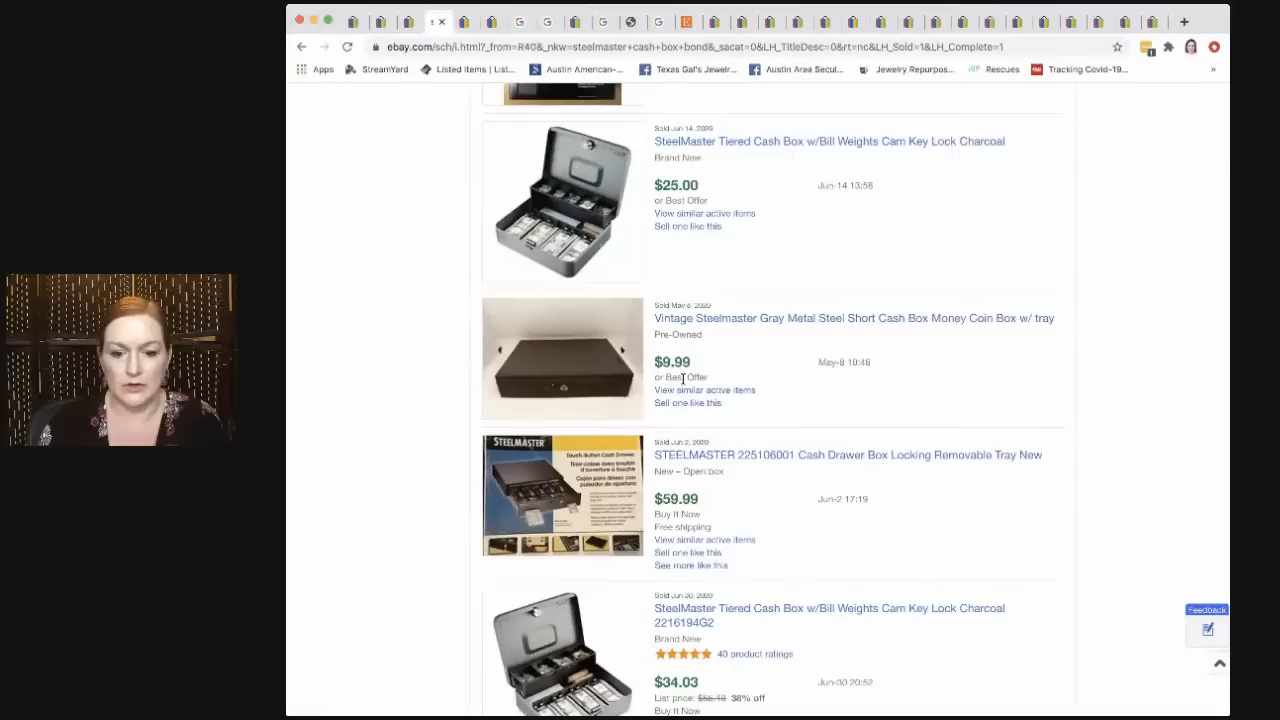 ebay.com/sch/i.html?_from=R40&_nkw=steelmaster+cash+box+bond&_sacat=0&LH_TitleDesc=0&rt=nc&LH_Sold=1&LH_Complete=1
Apps StreamYard Listed Items | List... Austin American-... Texas Gal's Jewelr... Austin Area Secul... Jewelry Repurpos... Rescues Tracking Covid-19... »
Sold Jun 14, 2020
SteelMaster Tiered Cash Box w/Bill Weights Cam Key Lock Charcoal
Brand New
$25.00 Jun-14 13:58
or Best Offer
View similar active items
Sell one like this
Sold May 8, 2020
Vintage Steelmaster Gray Metal Steel Short Cash Box Money Coin Box w/ tray
Pre-Owned
$9.99 May-8 10:46
or Best Offer
View similar active items
Sell one like this
STEELMASTER
Touch-Button Cash Drawer
Sold Jun 2, 2020
STEELMASTER 225106001 Cash Drawer Box Locking Removable Tray New
New – Open box
$59.99 Jun-2 17:19
Buy It Now
Free shipping
View similar active items
Sell one like this
See more like this
Sold Jun 30, 2020
SteelMaster Tiered Cash Box w/Bill Weights Cam Key Lock Charcoal
2216194G2
Brand New
40 product ratings
$34.03 Jun-30 20:52
List price: $55.13 38% off
Buy It Now
Feedback